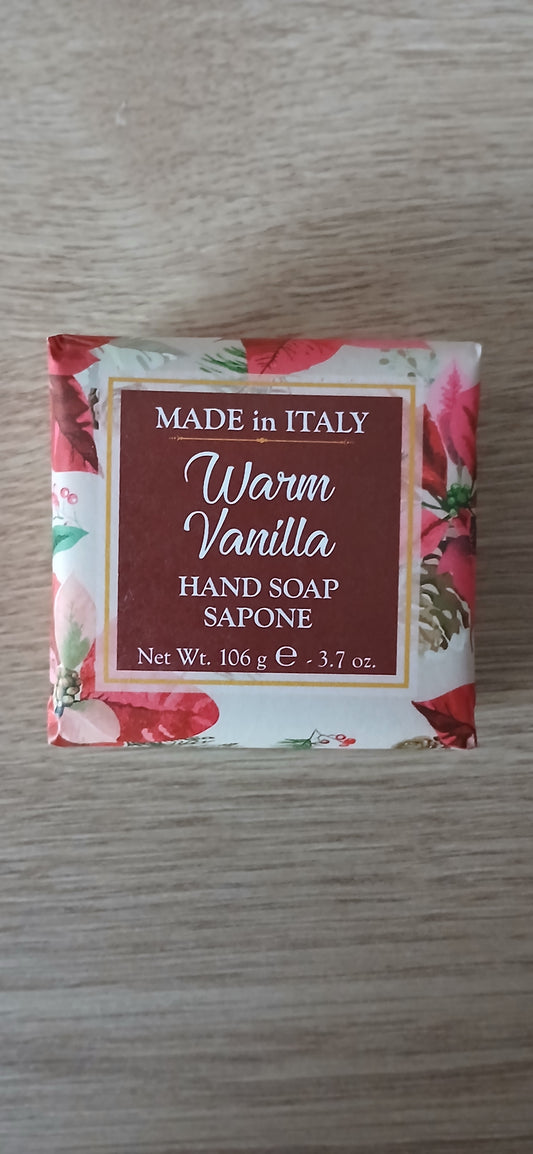 MADE in ITALY
Warm
Vanilla
HAND SOAP
SAPONE
Net Wt. 106 g ℮ - 3.7 oz.